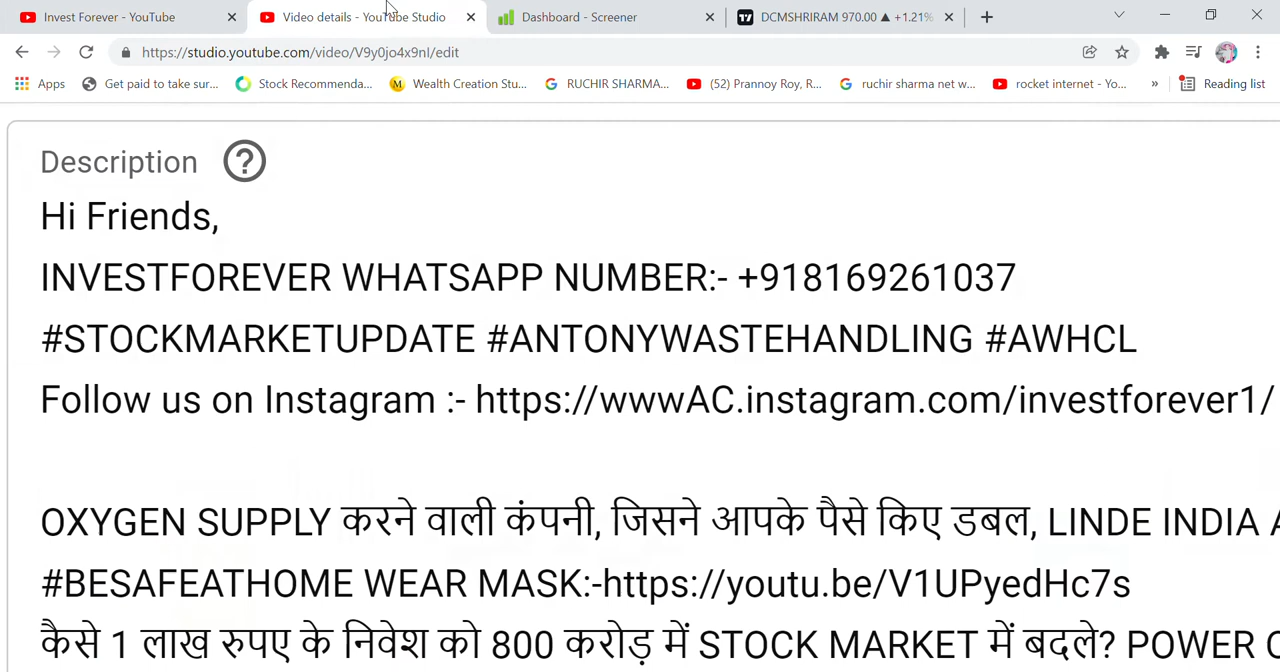 Invest Forever - YouTube
Video details - YouTube Studio
Dashboard - Screener
DCMSHRIRAM 970.00 ▲ +1.21%
https://studio.youtube.com/video/V9y0jo4x9nI/edit
Apps
Get paid to take sur...
Stock Recommenda...
Wealth Creation Stu...
RUCHIR SHARMA...
(52) Prannoy Roy, R...
ruchir sharma net w...
rocket internet - Yo...
»
Reading list
Description ?
Hi Friends,
INVESTFOREVER WHATSAPP NUMBER:- +918169261037
#STOCKMARKETUPDATE #ANTONYWASTEHANDLING #AWHCL
Follow us on Instagram :- https://wwwAC.instagram.com/investforever1/
OXYGEN SUPPLY करने वाली कंपनी, जिसने आपके पैसे किए डबल, LINDE INDIA A
#BESAFEATHOME WEAR MASK:-https://youtu.be/V1UPyedHc7s
कैसे 1 लाख रुपए के निवेश को 800 करोड़ में STOCK MARKET में बदले? POWER O